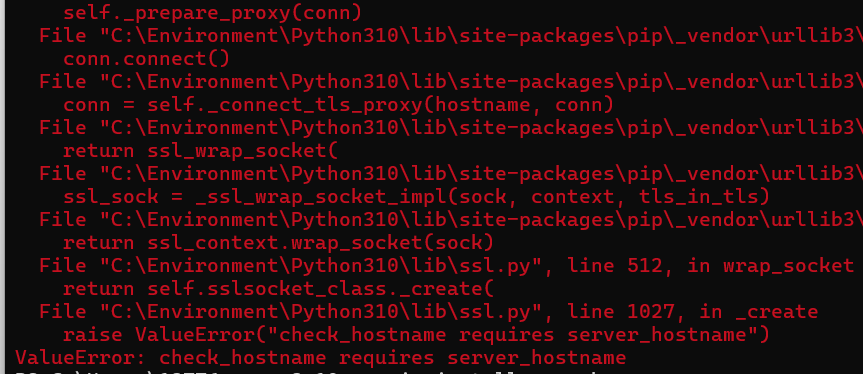 self._prepare_proxy(conn)
File "C:\Environment\Python310\lib\site-packages\pip\_vendor\urllib3\
conn.connect()
File "C:\Environment\Python310\lib\site-packages\pip\_vendor\urllib3\
conn = self._connect_tls_proxy(hostname, conn)
File "C:\Environment\Python310\lib\site-packages\pip\_vendor\urllib3\
return ssl_wrap_socket(
File "C:\Environment\Python310\lib\site-packages\pip\_vendor\urllib3\
ssl_sock = _ssl_wrap_socket_impl(sock, context, tls_in_tls)
File "C:\Environment\Python310\lib\site-packages\pip\_vendor\urllib3\
return ssl_context.wrap_socket(sock)
File "C:\Environment\Python310\lib\ssl.py", line 512, in wrap_socket
return self.sslsocket_class._create(
File "C:\Environment\Python310\lib\ssl.py", line 1027, in _create
raise ValueError("check_hostname requires server_hostname")
ValueError: check_hostname requires server_hostname